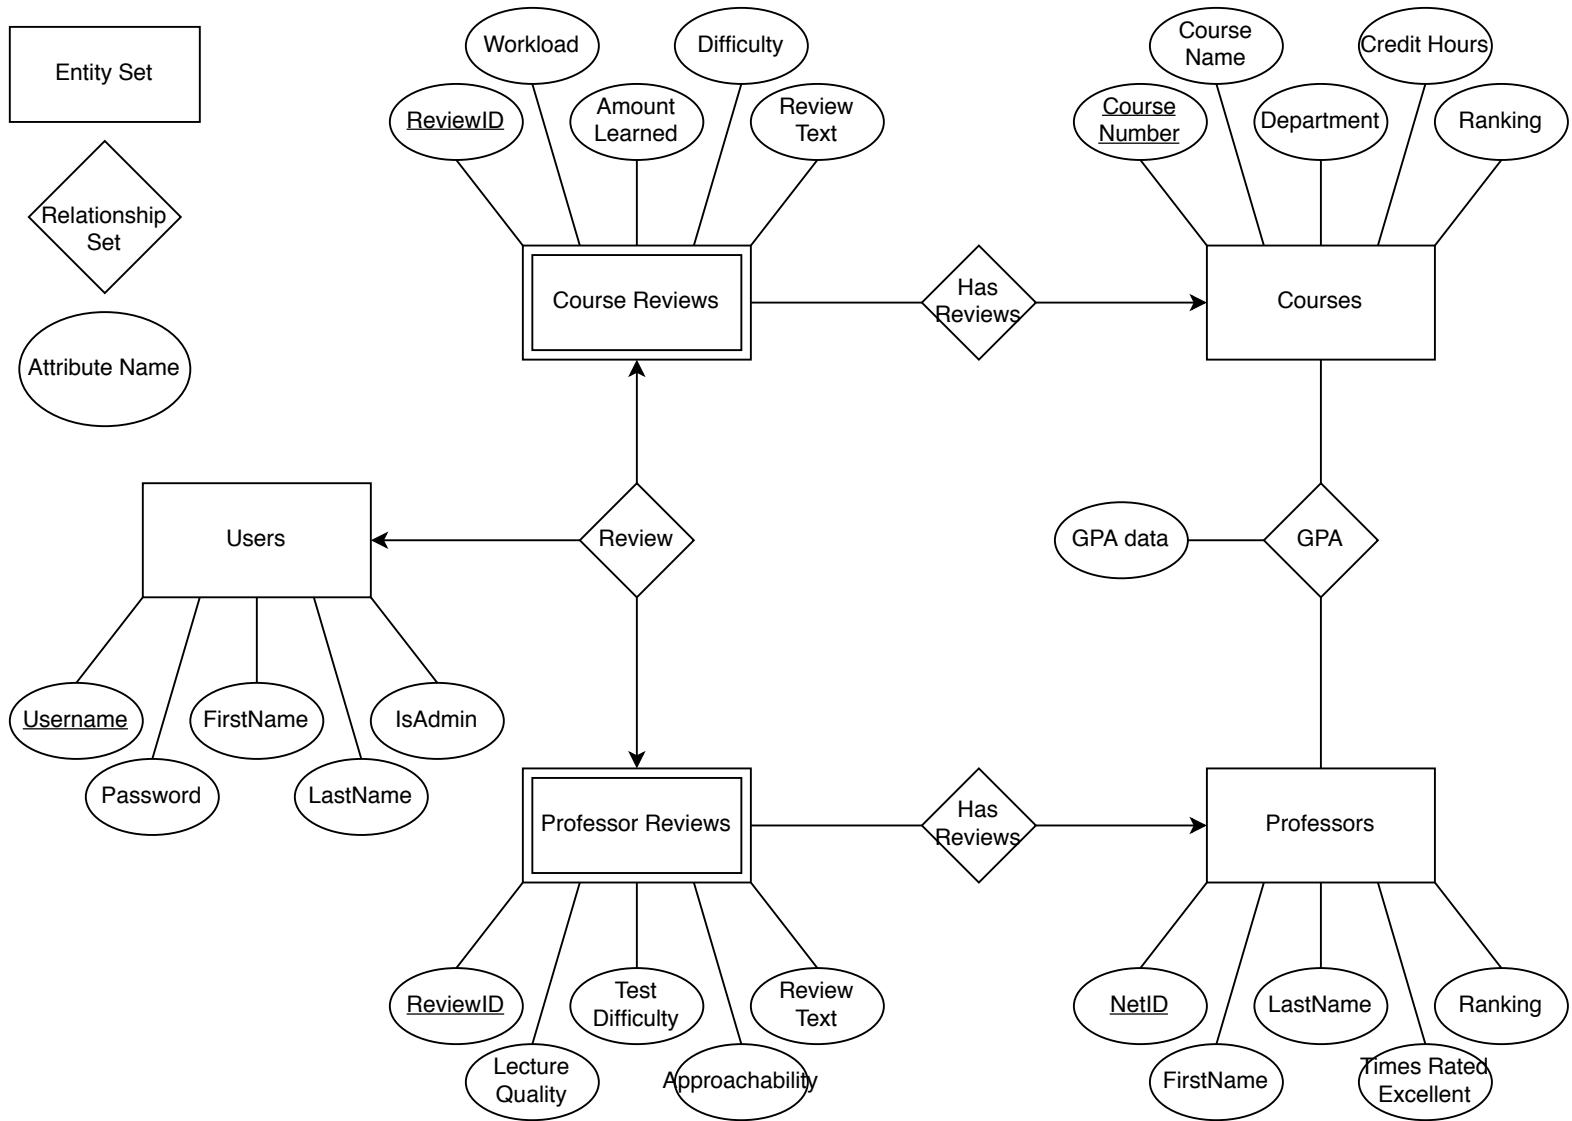 Entity Set
Relationship
Set
Attribute Name
Workload
Difficulty
ReviewID
Amount
Learned
Review
Text
Course Reviews
Has
Reviews
Course
Name
Credit Hours
Course
Number
Department
Ranking
Courses
Users
Review
GPA data
GPA
Username
FirstName
IsAdmin
Password
LastName
Professor Reviews
Has
Reviews
Professors
ReviewID
Test
Difficulty
Review
Text
Lecture
Quality
Approachability
NetID
LastName
Ranking
FirstName
Times Rated
Excellent